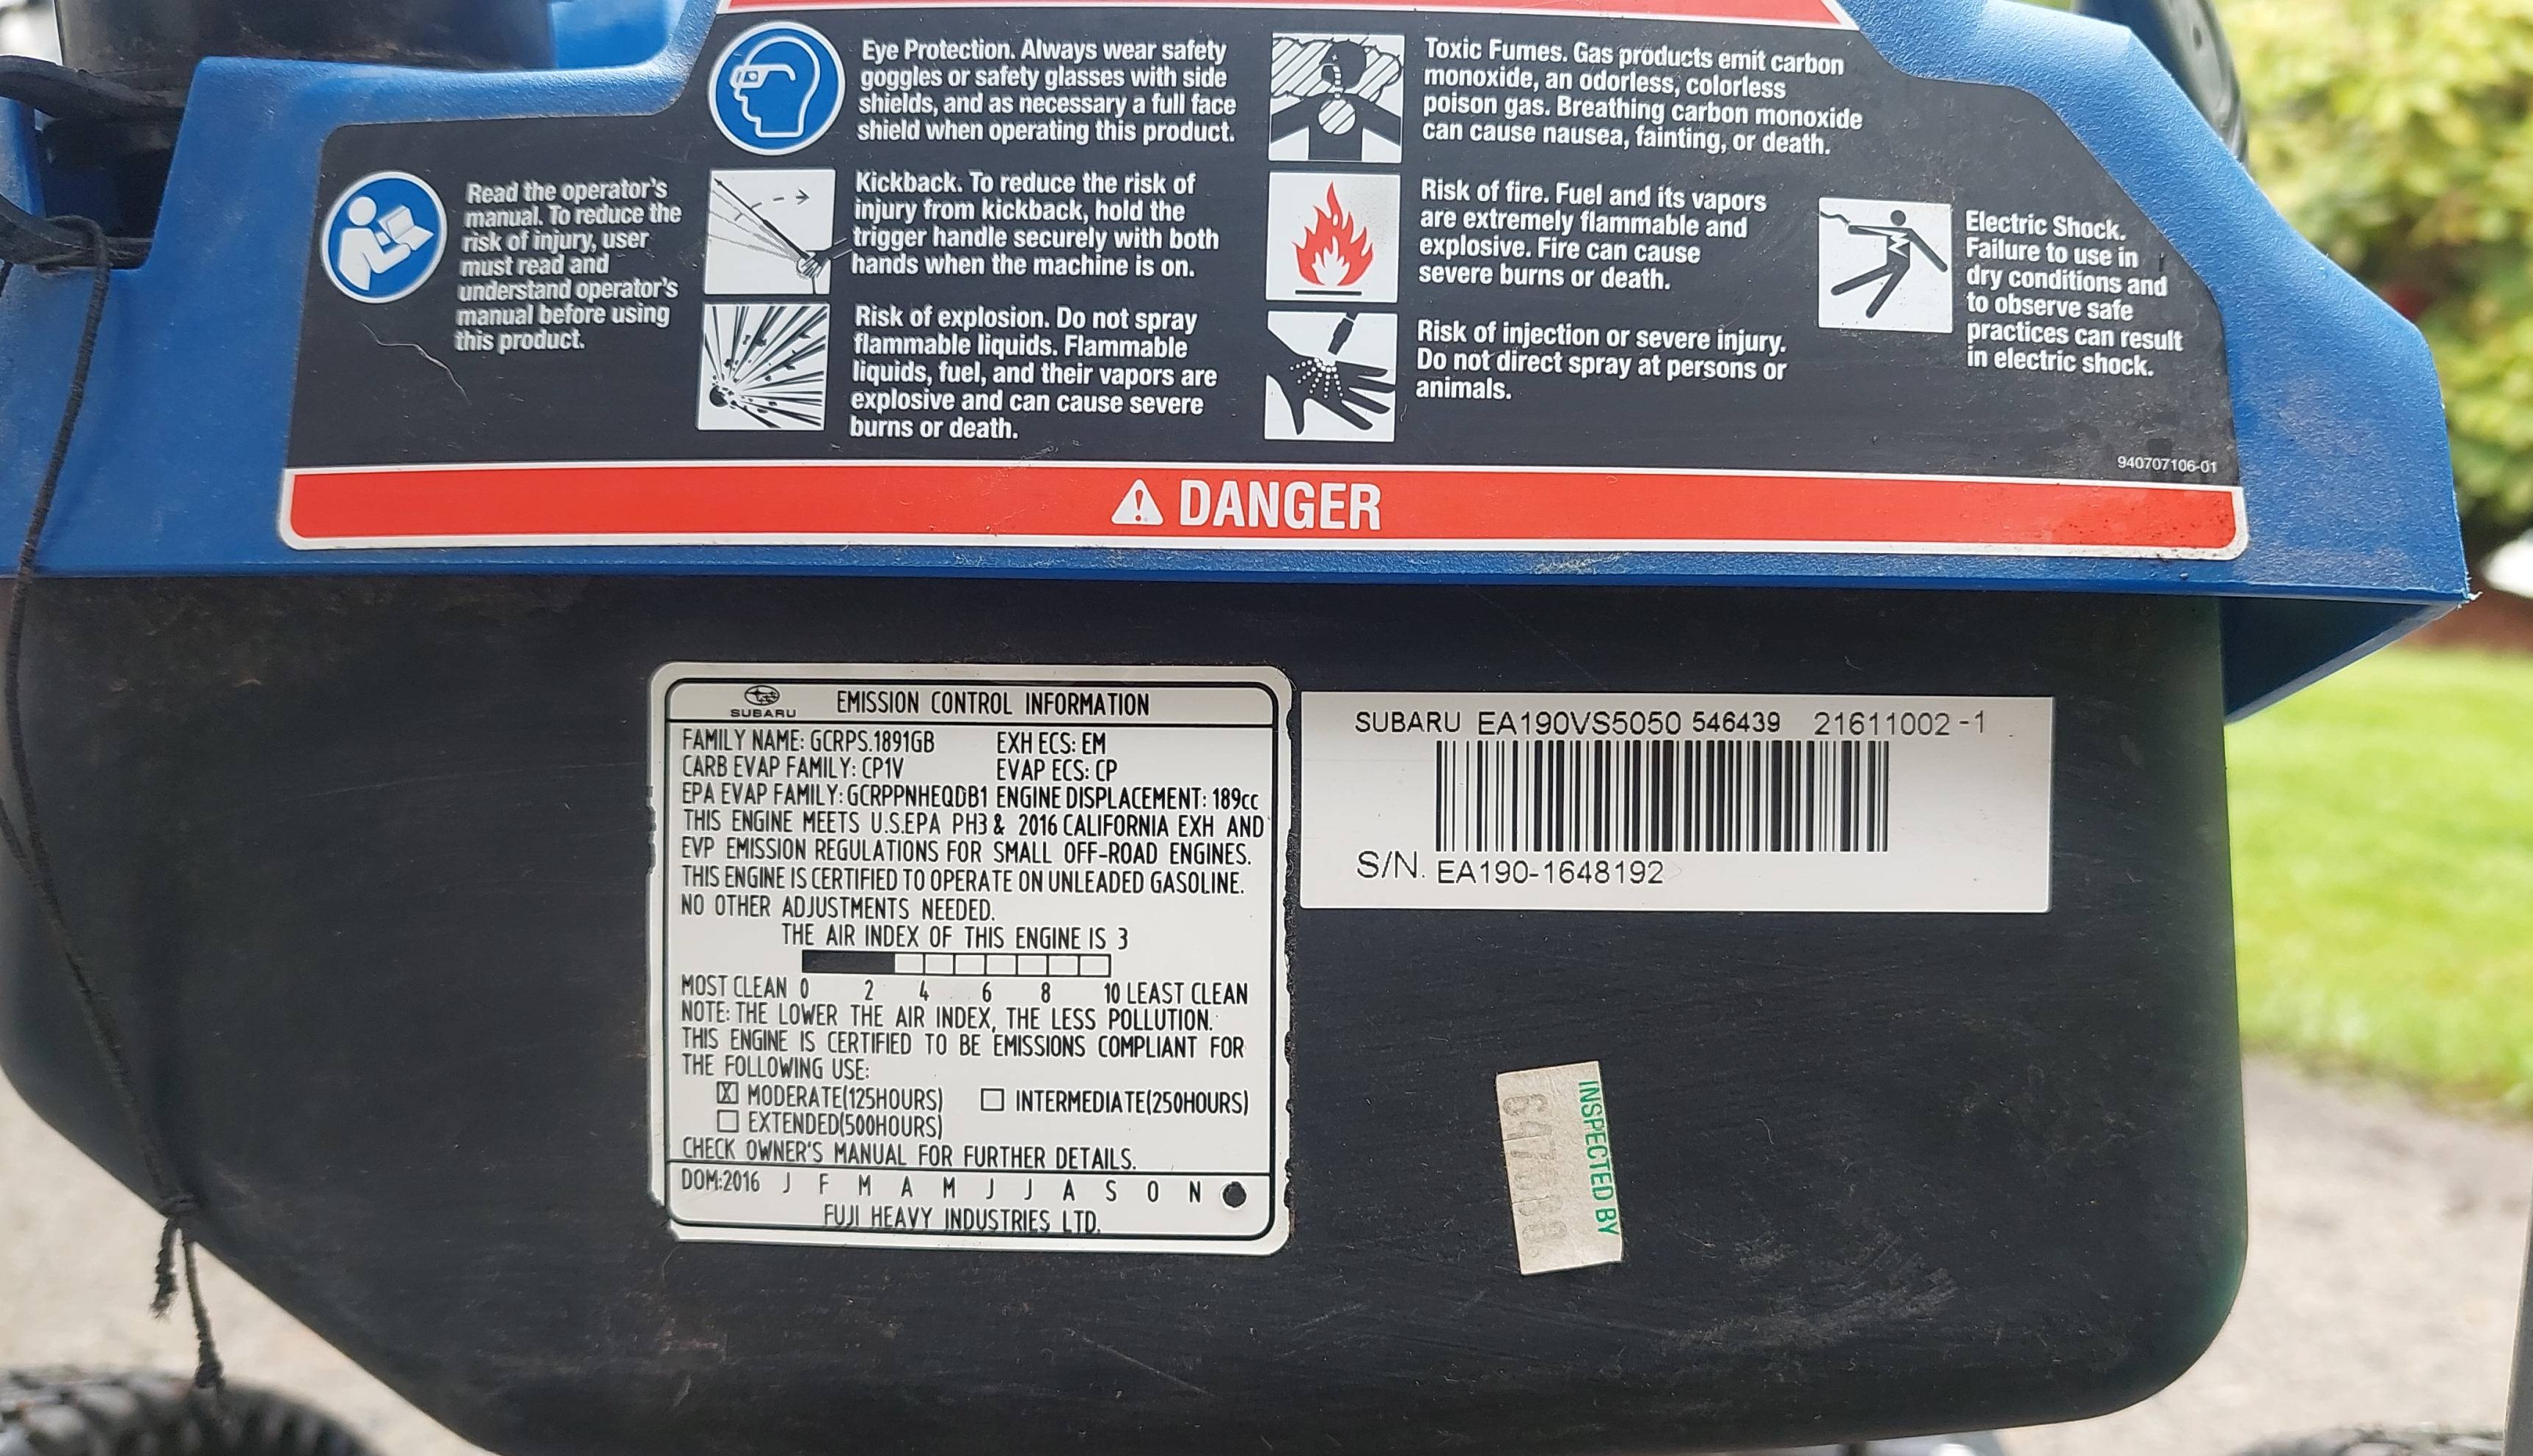 Eye Protection. Always wear safety
goggles or safety glasses with side
shields, and as necessary a full face
shield when operating this product.
Toxic Fumes. Gas products emit carbon
monoxide, an odorless, colorless
poison gas. Breathing carbon monoxide
can cause nausea, fainting, or death.
Read the operator's
manual. To reduce the
risk of injury, user
must read and
understand operator's
manual before using
this product.
Kickback. To reduce the risk of
injury from kickback, hold the
trigger handle securely with both
hands when the machine is on.
Risk of explosion. Do not spray
flammable liquids. Flammable
liquids, fuel, and their vapors are
explosive and can cause severe
burns or death.
Risk of fire. Fuel and its vapors
are extremely flammable and
explosive. Fire can cause
severe burns or death.
Risk of injection or severe injury.
Do not direct spray at persons or
animals.
Electric Shock.
Failure to use in
dry conditions and
to observe safe
practices can result
in electric shock.
940707106-01
DANGER
SUBARU EMISSION CONTROL INFORMATION
FAMILY NAME: GCRPS.1891GB EXH ECS: EM
CARB EVAP FAMILY: CP1V EVAP ECS: CP
EPA EVAP FAMILY: GCRPPNHEQDB1 ENGINE DISPLACEMENT: 189cc
THIS ENGINE MEETS U.S.EPA PH3 & 2016 CALIFORNIA EXH AND
EVP EMISSION REGULATIONS FOR SMALL OFF-ROAD ENGINES.
THIS ENGINE IS CERTIFIED TO OPERATE ON UNLEADED GASOLINE.
NO OTHER ADJUSTMENTS NEEDED.
THE AIR INDEX OF THIS ENGINE IS 3
MOST CLEAN 0 2 4 6 8 10 LEAST CLEAN
NOTE: THE LOWER THE AIR INDEX, THE LESS POLLUTION.
THIS ENGINE IS CERTIFIED TO BE EMISSIONS COMPLIANT FOR
THE FOLLOWING USE:
X MODERATE(125HOURS) INTERMEDIATE(250HOURS)
EXTENDED(500HOURS)
CHECK OWNER'S MANUAL FOR FURTHER DETAILS.
DOM:2016 J F M A M J J A S O N
FUJI HEAVY INDUSTRIES LTD.
SUBARU EA190VS5050 546439 21611002-1
S/N. EA190-1648192
INSPECTED BY